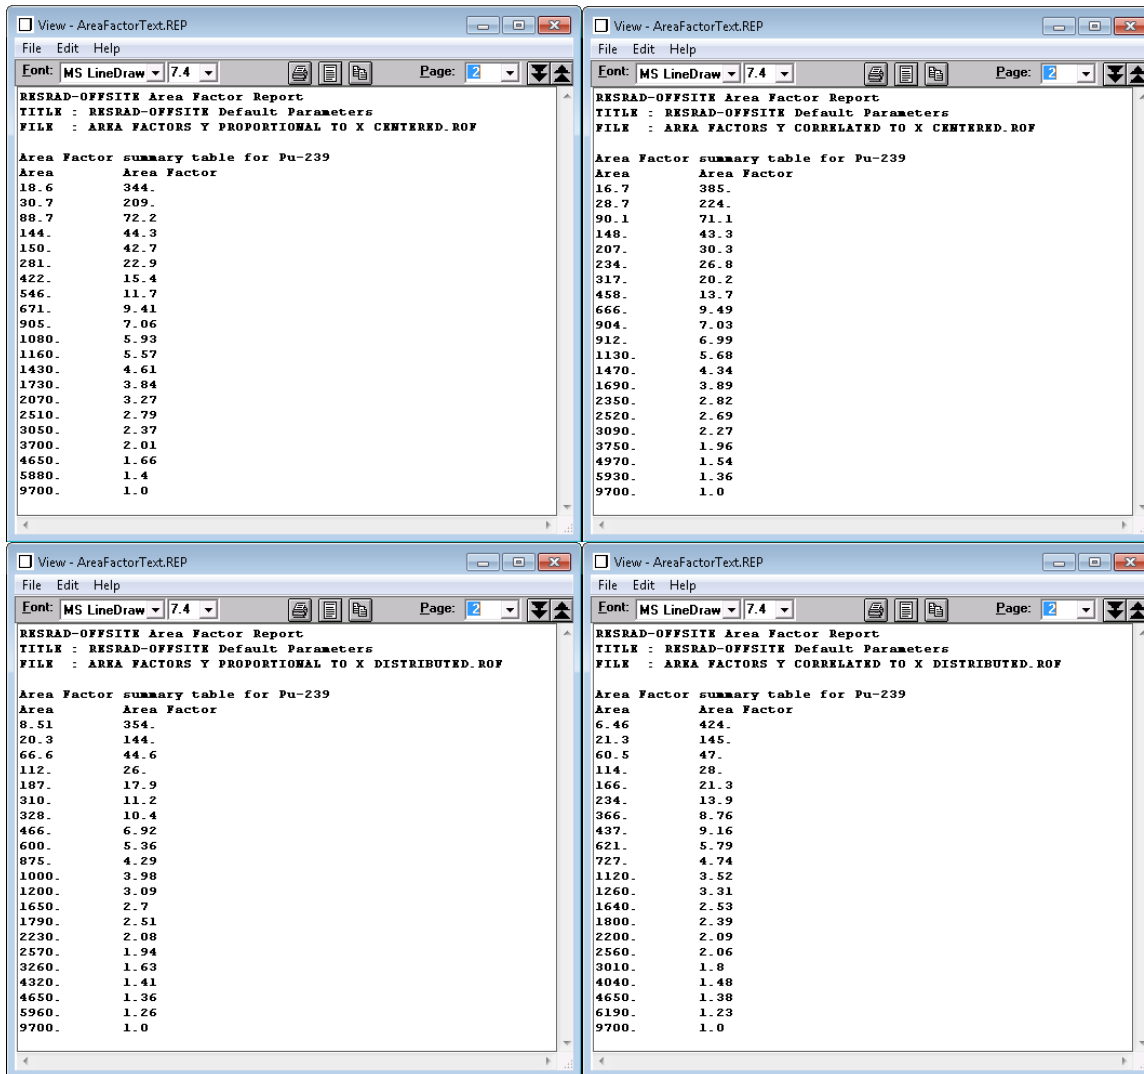 View - AreaFactorText.REP
File Edit Help
Font: MS LineDraw 7.4 Page: 2
RESRAD-OFFSITE Area Factor Report
TITLE : RESRAD-OFFSITE Default Parameters
FILE : AREA FACTORS Y PROPORTIONAL TO X CENTERED.ROF
Area Factor summary table for Pu-239
Area Area Factor
18.6 344.
30.7 209.
88.7 72.2
144. 44.3
150. 42.7
281. 22.9
422. 15.4
546. 11.7
671. 9.41
905. 7.06
1080. 5.93
1160. 5.57
1430. 4.61
1730. 3.84
2070. 3.27
2510. 2.79
3050. 2.37
3700. 2.01
4650. 1.66
5880. 1.4
9700. 1.0
View - AreaFactorText.REP
File Edit Help
Font: MS LineDraw 7.4 Page: 2
RESRAD-OFFSITE Area Factor Report
TITLE : RESRAD-OFFSITE Default Parameters
FILE : AREA FACTORS Y CORRELATED TO X CENTERED.ROF
Area Factor summary table for Pu-239
Area Area Factor
16.7 385.
28.7 224.
90.1 71.1
148. 43.3
207. 30.3
234. 26.8
317. 20.2
458. 13.7
666. 9.49
904. 7.03
912. 6.99
1130. 5.68
1470. 4.34
1690. 3.89
2350. 2.82
2520. 2.69
3090. 2.27
3750. 1.96
4970. 1.54
5930. 1.36
9700. 1.0
View - AreaFactorText.REP
File Edit Help
Font: MS LineDraw 7.4 Page: 2
RESRAD-OFFSITE Area Factor Report
TITLE : RESRAD-OFFSITE Default Parameters
FILE : AREA FACTORS Y PROPORTIONAL TO X DISTRIBUTED.ROF
Area Factor summary table for Pu-239
Area Area Factor
8.51 354.
20.3 144.
66.6 44.6
112. 26.
187. 17.9
310. 11.2
328. 10.4
466. 6.92
600. 5.36
875. 4.29
1000. 3.98
1200. 3.09
1650. 2.7
1790. 2.51
2230. 2.08
2570. 1.94
3260. 1.63
4320. 1.41
4650. 1.36
5960. 1.26
9700. 1.0
View - AreaFactorText.REP
File Edit Help
Font: MS LineDraw 7.4 Page: 2
RESRAD-OFFSITE Area Factor Report
TITLE : RESRAD-OFFSITE Default Parameters
FILE : AREA FACTORS Y CORRELATED TO X DISTRIBUTED.ROF
Area Factor summary table for Pu-239
Area Area Factor
6.46 424.
21.3 145.
60.5 47.
114. 28.
166. 21.3
234. 13.9
366. 8.76
437. 9.16
621. 5.79
727. 4.74
1120. 3.52
1260. 3.31
1640. 2.53
1800. 2.39
2200. 2.09
2560. 2.06
3010. 1.8
4040. 1.48
4650. 1.38
6190. 1.23
9700. 1.0